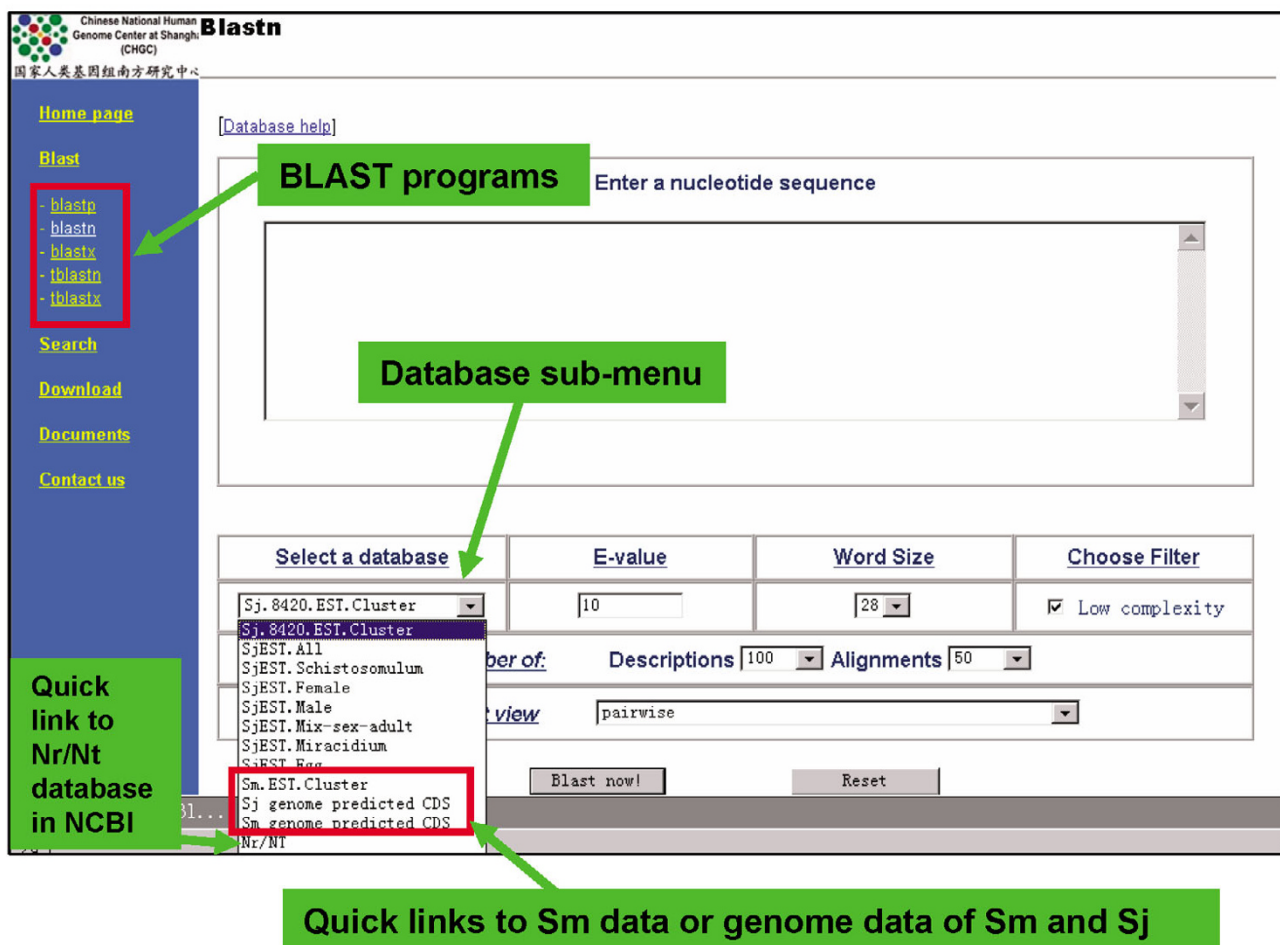 Chinese National Human
Genome Center at Shangh
(CHGC)
国家人类基因组南方研究中心
Blastn
Home page
Blast
- blastp
- blastn
- blastx
- tblastn
- tblastx
Search
Download
Documents
Contact us
[Database help]
BLAST programs
Enter a nucleotide sequence
Database sub-menu
Select a database
E-value
Word Size
Choose Filter
Sj.8420.EST.Cluster
10
28
Low complexity
Sj.8420.EST.Cluster
SjEST.All
SjEST.Schistosomulum
SjEST.Female
SjEST.Male
SjEST.Mix-sex-adult
SjEST.Miracidium
SjEST.Egg
Sm.EST.Cluster
Sj genome predicted CDS
Sm genome predicted CDS
Nr/NT
ber of:
Descriptions 100
Alignments 50
view
pairwise
Blast now!
Reset
Quick
link to
Nr/Nt
database
in NCBI
Quick links to Sm data or genome data of Sm and Sj